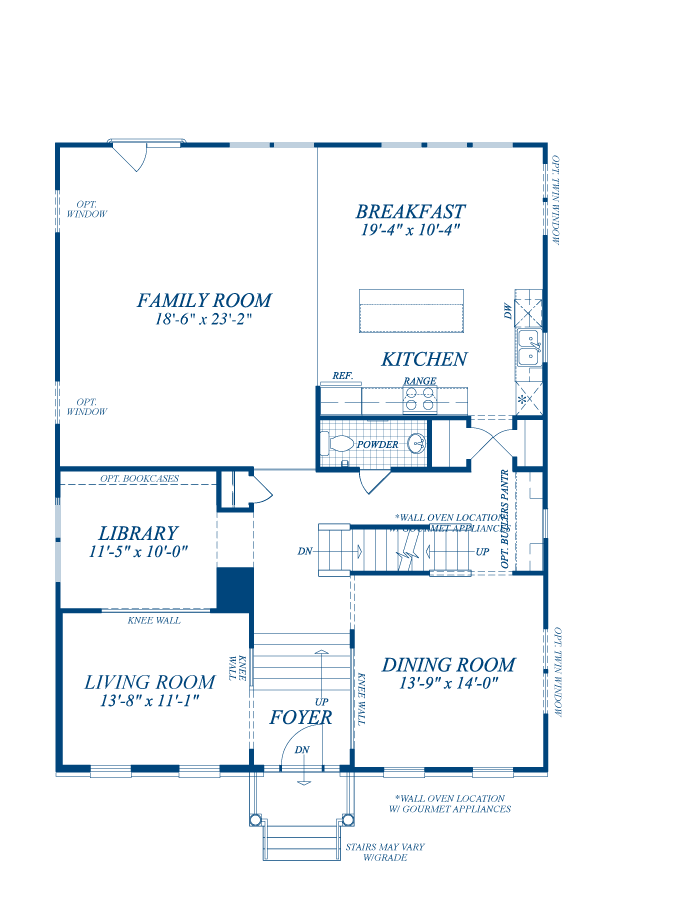 OPT. TWIN WINDOW
OPT.
WINDOW
BREAKFAST
19'-4" x 10'-4"
FAMILY ROOM
18'-6" x 23'-2"
DW
KITCHEN
REF.
RANGE
OPT.
WINDOW
POWDER
OPT. BOOKCASES
OPT. BUTLERS PANTR
*WALL OVEN LOCATION
W/ GOURMET APPLIANCES
LIBRARY
11'-5" x 10'-0"
DN
UP
KNEE WALL
OPT. TWIN WINDOW
KNEE
WALL
DINING ROOM
13'-9" x 14'-0"
LIVING ROOM
13'-8" x 11'-1"
KNEE WALL
UP
FOYER
DN
*WALL OVEN LOCATION
W/ GOURMET APPLIANCES
STAIRS MAY VARY
W/GRADE